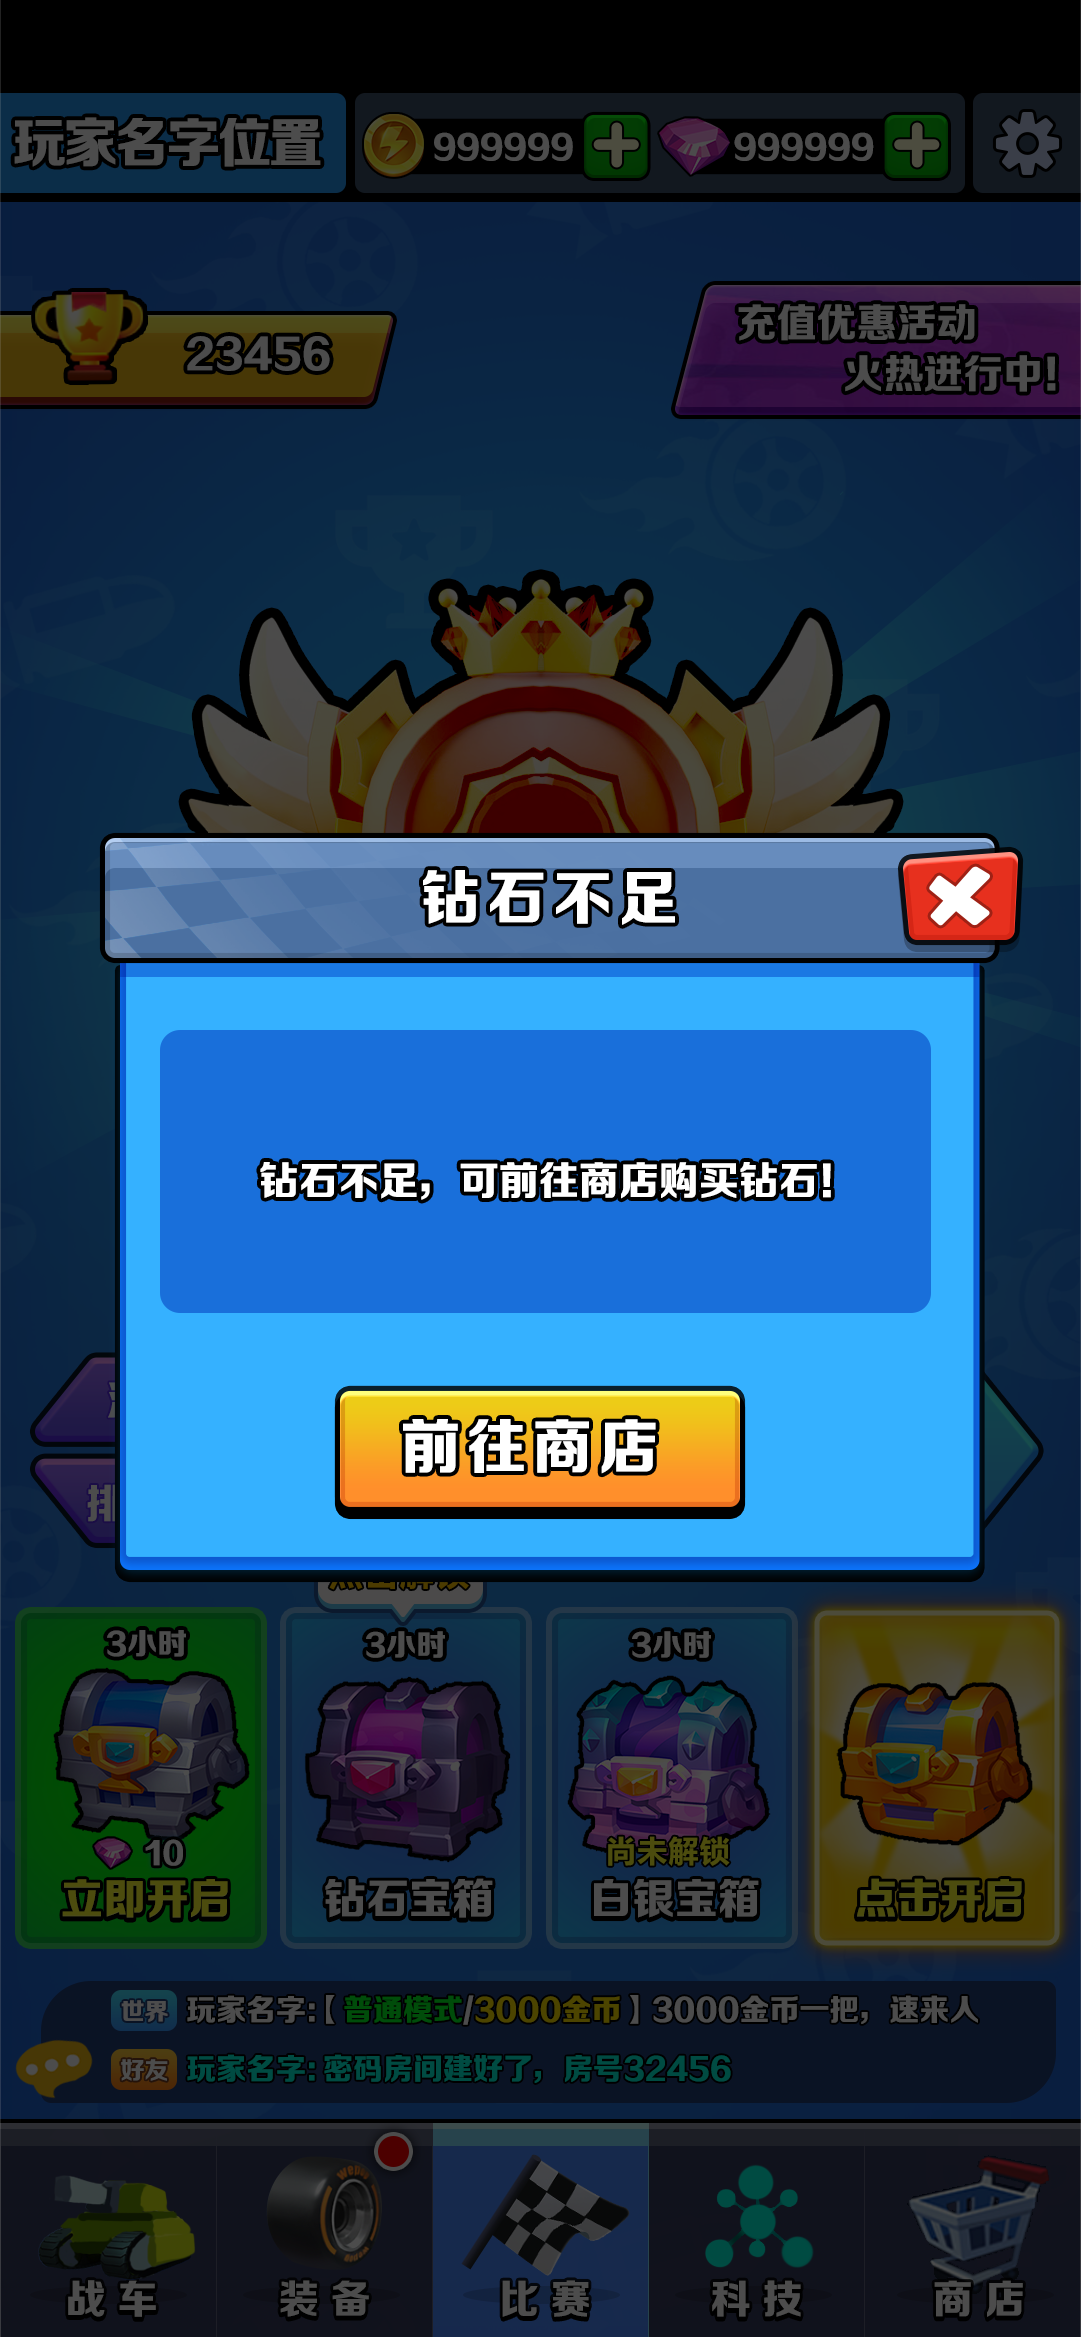 玩家名字位置
999999
999999
23456
充值优惠活动
火热进行中!
钻石不足
钻石不足，可前往商店购买钻石!
前往商店
排
点击解锁
3小时
3小时
3小时
10
立即开启
钻石宝箱
尚未解锁
白银宝箱
点击开启
世界 玩家名字:【普通模式/3000金币】3000金币一把，速来人
好友 玩家名字: 密码房间建好了，房号32456
战车
装备
比赛
科技
商店